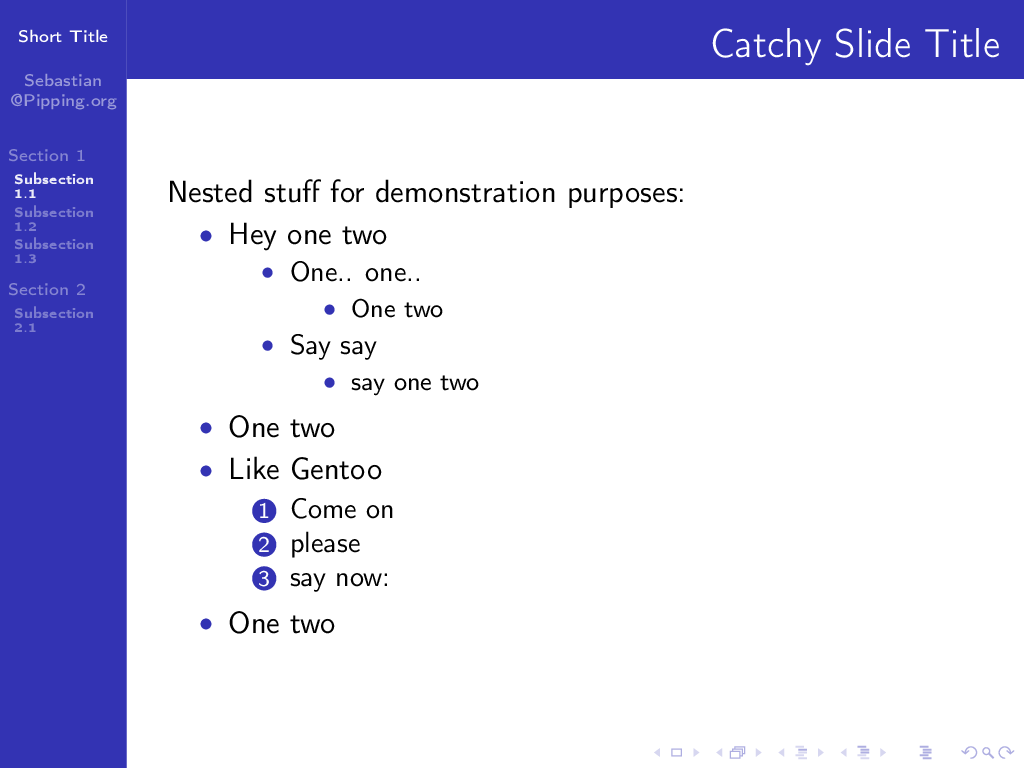 Short Title
Sebastian
@Pipping.org
Section 1
Subsection
1.1
Subsection
1.2
Subsection
1.3
Section 2
Subsection
2.1
Catchy Slide Title
Nested stuff for demonstration purposes:
• Hey one two
• One.. one..
• One two
• Say say
• say one two
• One two
• Like Gentoo
1 Come on
2 please
3 say now:
• One two